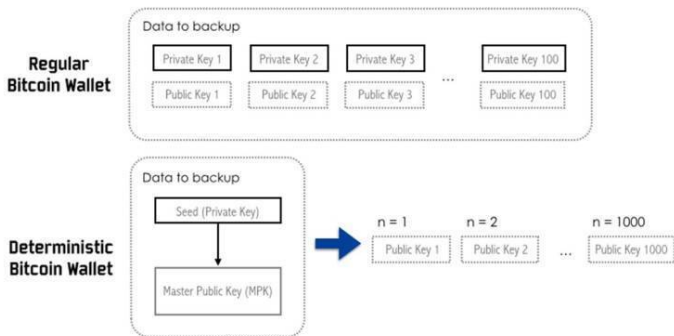 Data to backup
Regular
Bitcoin Wallet
Private Key 1 Private Key 2 Private Key 3 Private Key 100
...
Public Key 1 Public Key 2 Public Key 3 Public Key 100
Data to backup
Seed (Private Key)
Deterministic
Bitcoin Wallet
Master Public Key (MPK)
n = 1 n = 2 n = 1000
Public Key 1 Public Key 2 ... Public Key 1000